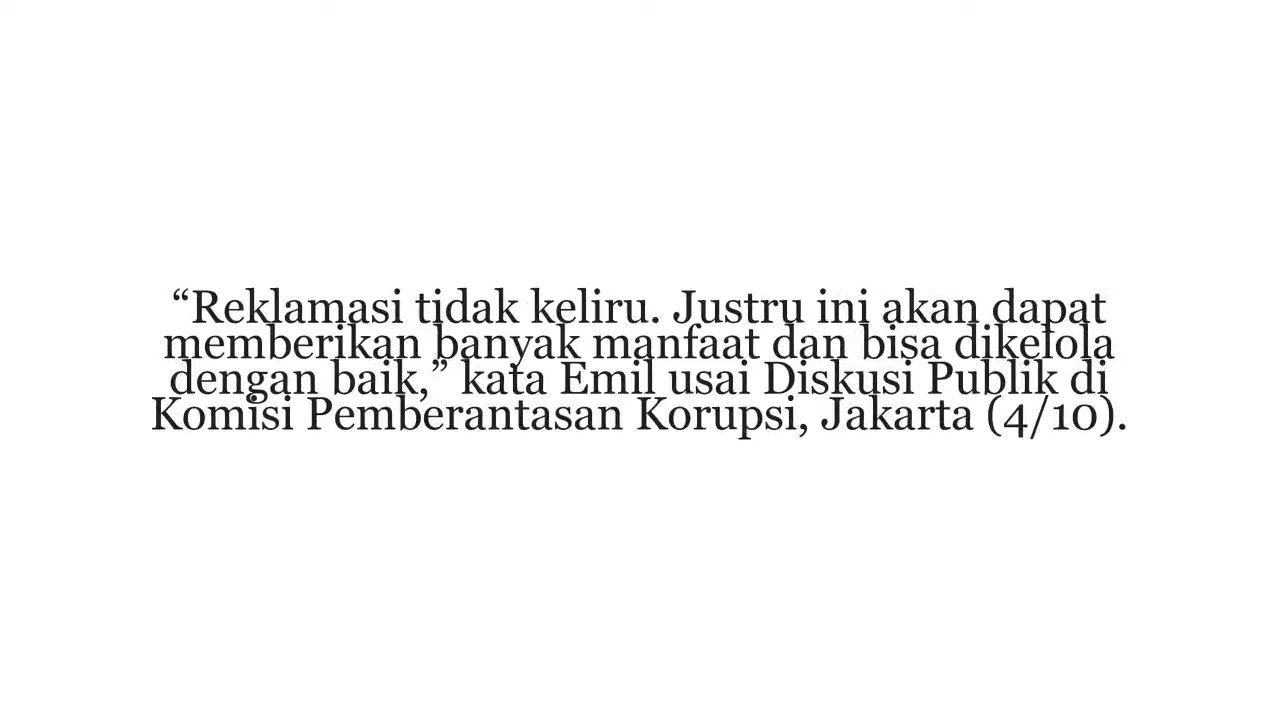 “Reklamasi tidak keliru. Justru ini akan dapat
memberikan banyak manfaat dan bisa dikelola
dengan baik,” kata Emil usai Diskusi Publik di
Komisi Pemberantasan Korupsi, Jakarta (4/10).